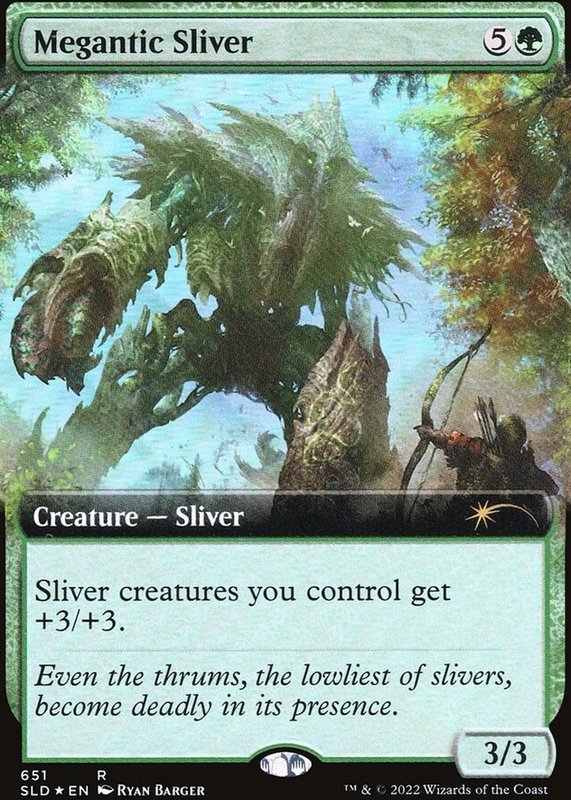 Megantic Sliver 5
Creature — Sliver
Sliver creatures you control get
+3/+3.
Even the thrums, the lowliest of slivers,
become deadly in its presence.
3/3
651 R
SLD ★ EN Ryan Barger
™ & © 2022 Wizards of the Coast